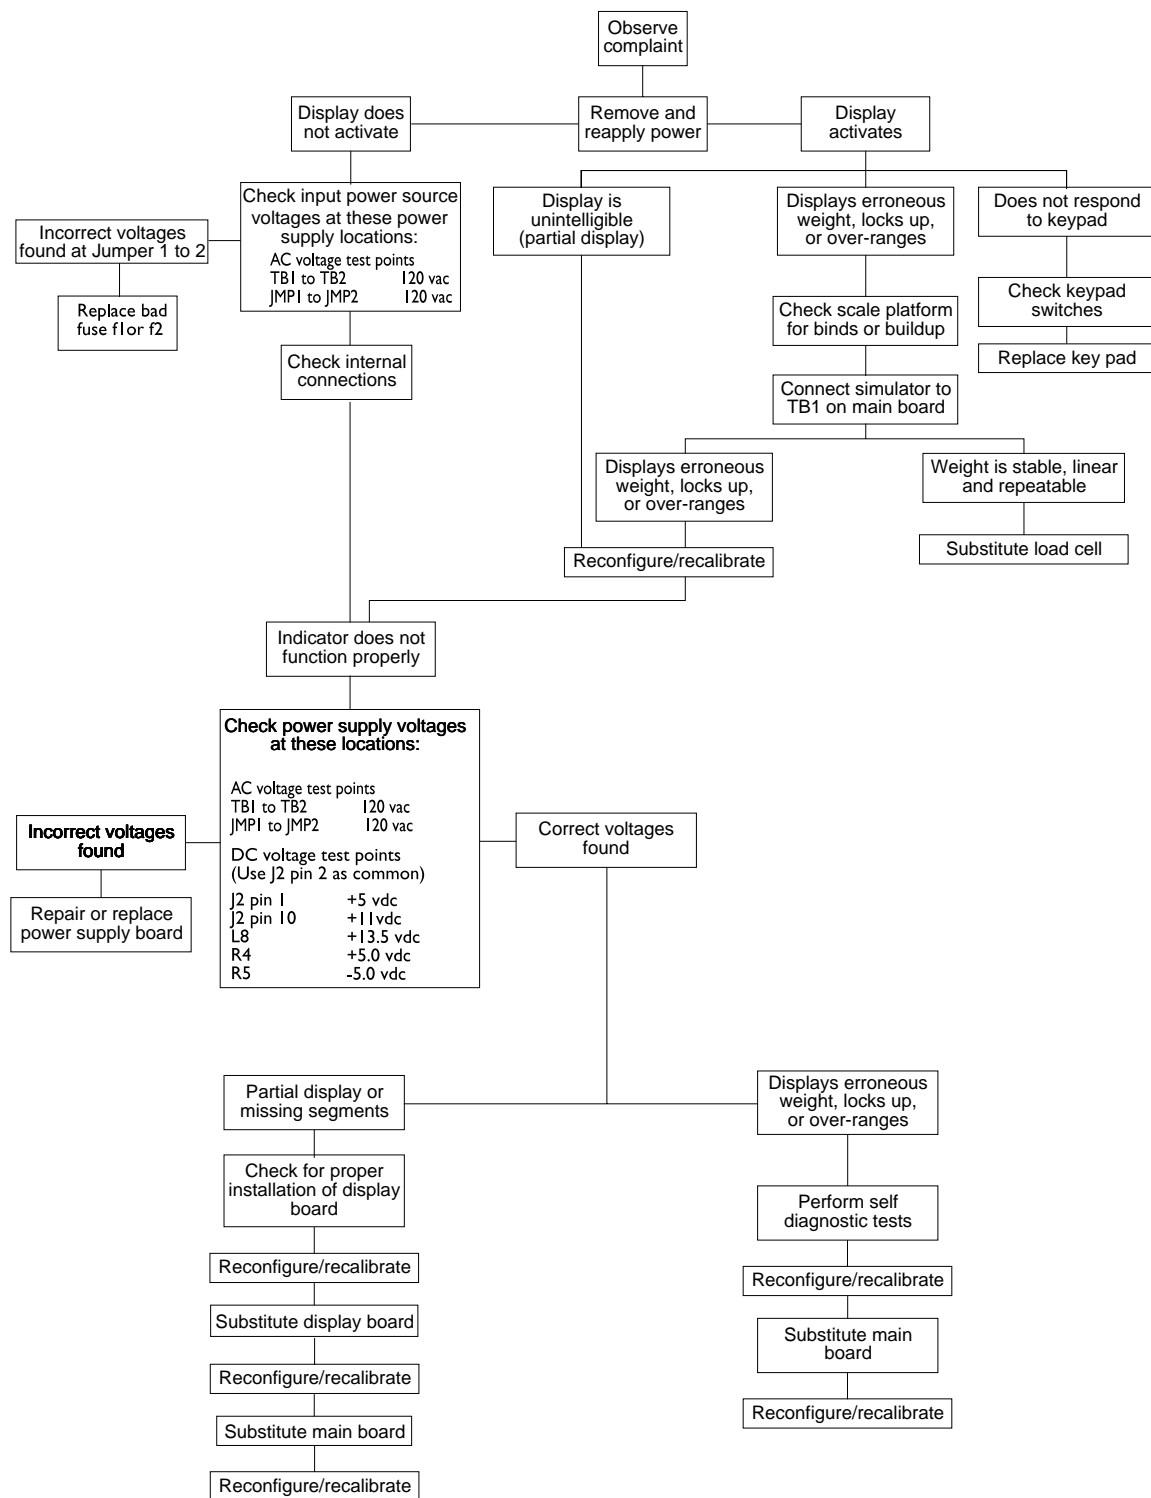 Observe
complaint
Display does
not activate
Remove and
reapply power
Display
activates
Check input power source
voltages at these power
supply locations:
AC voltage test points
TB1 to TB2 120 vac
JMP1 to JMP2 120 vac
Incorrect voltages
found at Jumper 1 to 2
Replace bad
fuse f1or f2
Check internal
connections
Display is
unintelligible
(partial display)
Displays erroneous
weight, locks up,
or over-ranges
Does not respond
to keypad
Check scale platform
for binds or buildup
Check keypad
switches
Replace key pad
Connect simulator to
TB1 on main board
Displays erroneous
weight, locks up,
or over-ranges
Weight is stable, linear
and repeatable
Substitute load cell
Reconfigure/recalibrate
Indicator does not
function properly
Check power supply voltages
at these locations:
AC voltage test points
TB1 to TB2 120 vac
JMP1 to JMP2 120 vac
DC voltage test points
(Use J2 pin 2 as common)
J2 pin 1 +5 vdc
J2 pin 10 +11vdc
L8 +13.5 vdc
R4 +5.0 vdc
R5 -5.0 vdc
Incorrect voltages
found
Repair or replace
power supply board
Correct voltages
found
Partial display or
missing segments
Check for proper
installation of display
board
Reconfigure/recalibrate
Substitute display board
Reconfigure/recalibrate
Substitute main board
Reconfigure/recalibrate
Displays erroneous
weight, locks up,
or over-ranges
Perform self
diagnostic tests
Reconfigure/recalibrate
Substitute main
board
Reconfigure/recalibrate